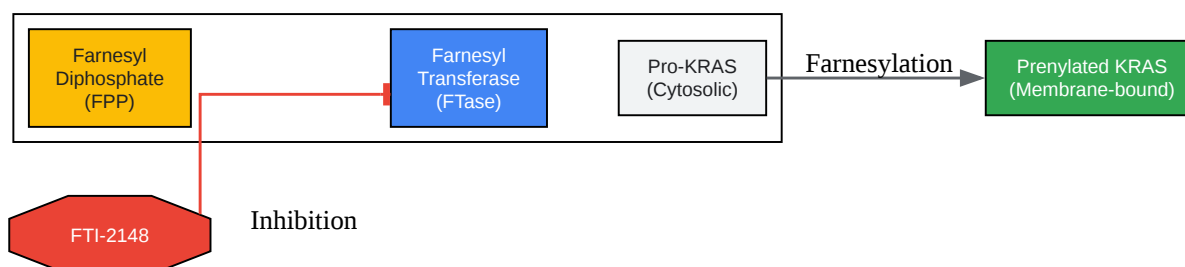 Farnesyl
Diphosphate
(FPP)
Farnesyl
Transferase
(FTase)
Pro-KRAS
(Cytosolic)
Farnesylation
Prenylated KRAS
(Membrane-bound)
FTI-2148
Inhibition